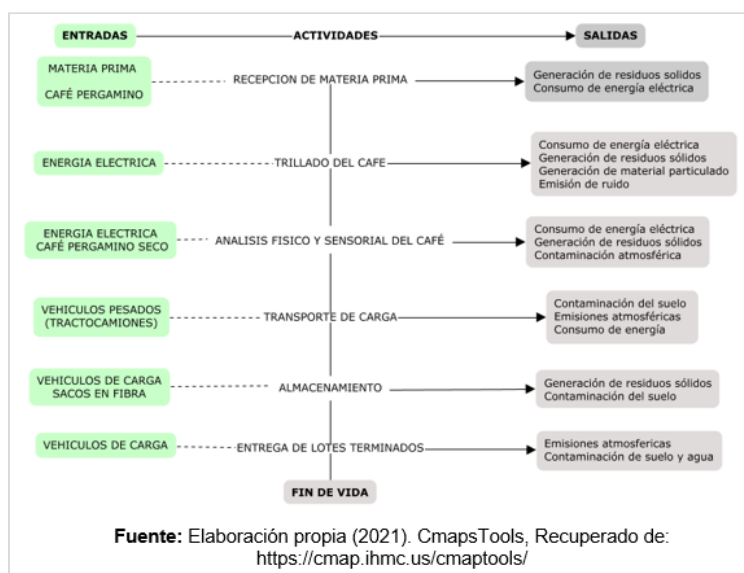 ENTRADAS ACTIVIDADES SALIDAS
MATERIA PRIMA
CAFÉ PERGAMINO
RECEPCION DE MATERIA PRIMA
Generación de residuos solidos
Consumo de energía eléctrica
ENERGIA ELECTRICA
TRILLADO DEL CAFE
Consumo de energía eléctrica
Generación de residuos sólidos
Generación de material particulado
Emisión de ruido
ENERGIA ELECTRICA
CAFÉ PERGAMINO SECO
ANALISIS FISICO Y SENSORIAL DEL CAFÉ
Consumo de energía eléctrica
Generación de residuos sólidos
Contaminación atmosférica
VEHICULOS PESADOS
(TRACTOCAMIONES)
TRANSPORTE DE CARGA
Contaminación del suelo
Emisiones atmosféricas
Consumo de energía
VEHICULOS DE CARGA
SACOS EN FIBRA
ALMACENAMIENTO
Generación de residuos sólidos
Contaminación del suelo
VEHICULOS DE CARGA
ENTREGA DE LOTES TERMINADOS
Emisiones atmosfericas
Contaminación de suelo y agua
FIN DE VIDA
Fuente: Elaboración propia (2021). CmapsTools, Recuperado de:
https://cmap.ihmc.us/cmaptools/